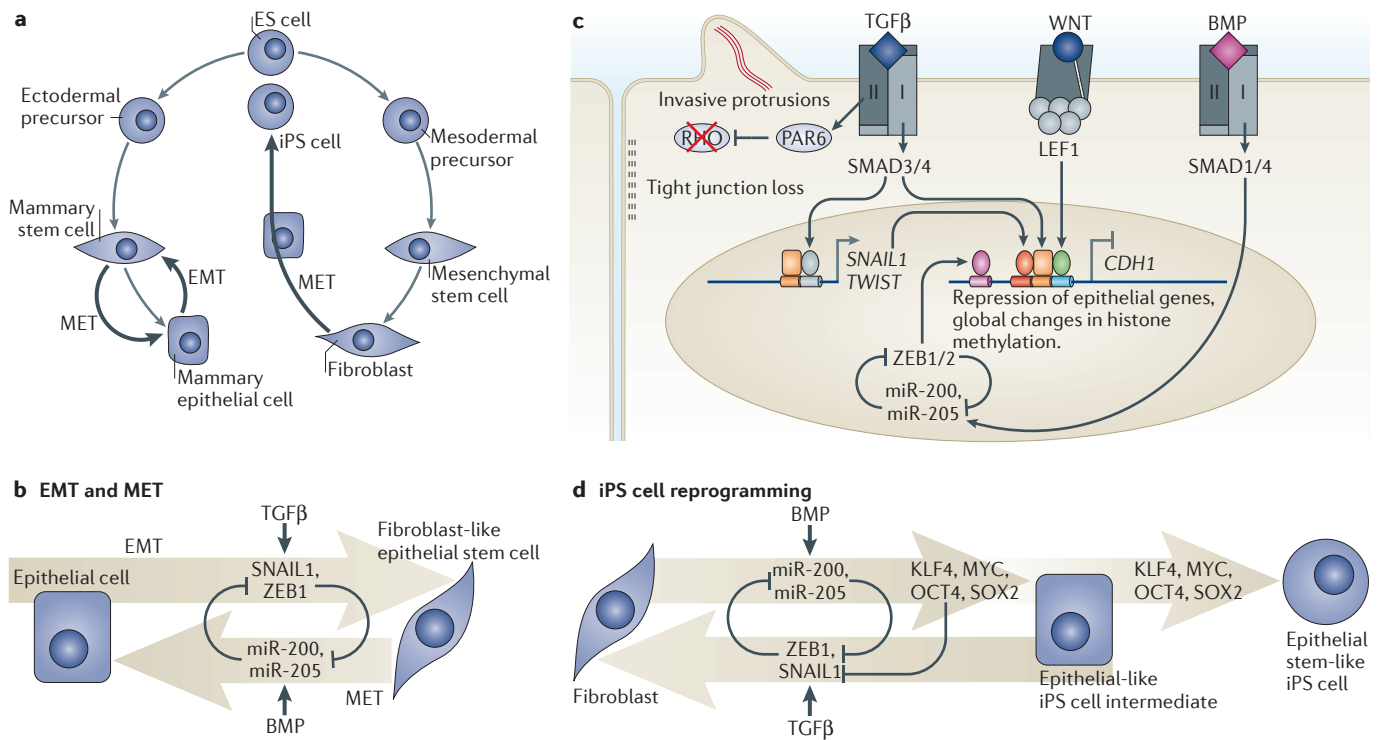 a
ES cell
Ectodermal
precursor
iPS cell
Mesodermal
precursor
Mammary
stem cell
EMT
MET
MET
Mesenchymal
stem cell
Fibroblast
Mammary
epithelial cell
b EMT and MET
TGFβ
EMT
Fibroblast-like
epithelial stem cell
Epithelial cell
SNAIL1,
ZEB1
miR-200,
miR-205
MET
BMP
c
TGFβ
WNT
BMP
II
I
II
I
Invasive protrusions
RHO
PAR6
LEF1
SMAD3/4
SMAD1/4
Tight junction loss
SNAIL1
TWIST
CDH1
Repression of epithelial genes,
global changes in histone
methylation.
ZEB1/2
miR-200,
miR-205
d iPS cell reprogramming
BMP
miR-200,
miR-205
KLF4, MYC,
OCT4, SOX2
KLF4, MYC,
OCT4, SOX2
ZEB1,
SNAIL1
TGFβ
Fibroblast
Epithelial-like
iPS cell intermediate
Epithelial
stem-like
iPS cell